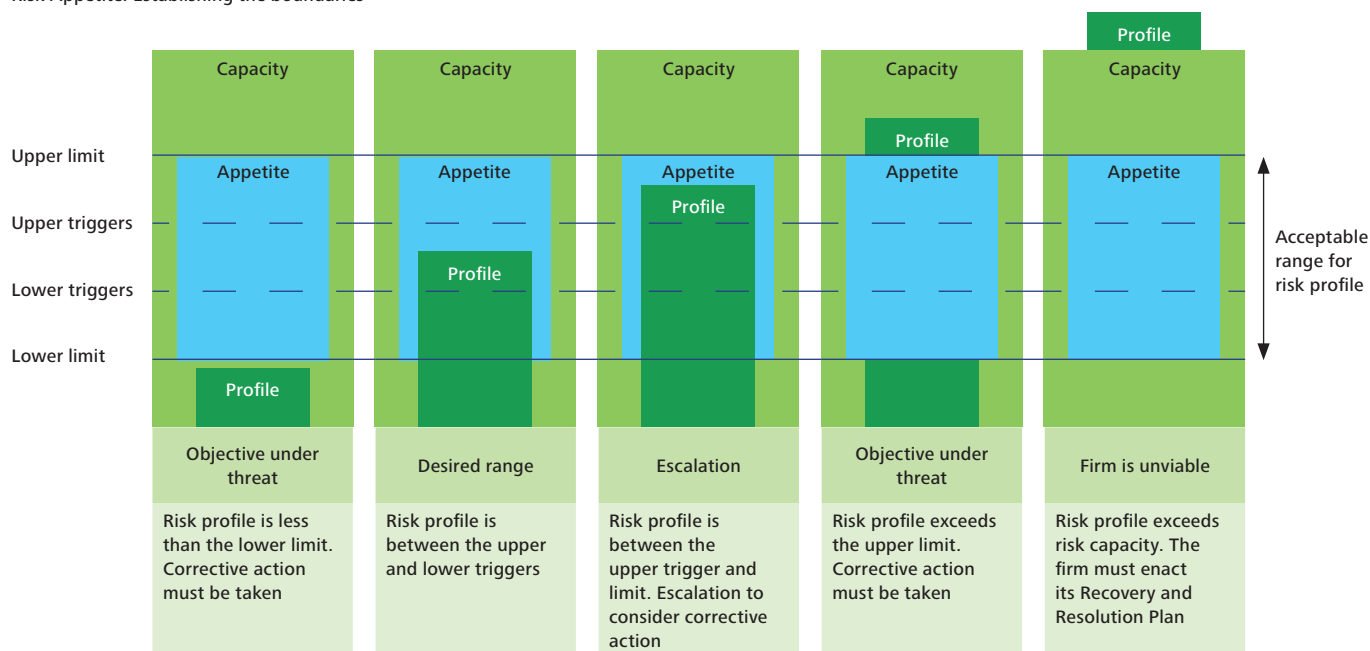 Risk Appetite: Establishing the boundaries
Profile
Capacity
Capacity
Capacity
Capacity
Capacity
Upper limit
Profile
Appetite
Appetite
Appetite
Appetite
Appetite
Profile
Upper triggers
Profile
Lower triggers
Acceptable
range for
risk profile
Lower limit
Profile
Objective under
threat
Desired range
Escalation
Objective under
threat
Firm is unviable
Risk profile is less
than the lower limit.
Corrective action
must be taken
Risk profile is
between the upper
and lower triggers
Risk profile is
between the
upper trigger and
limit. Escalation to
consider corrective
action
Risk profile exceeds
the upper limit.
Corrective action
must be taken
Risk profile exceeds
risk capacity. The
firm must enact
its Recovery and
Resolution Plan